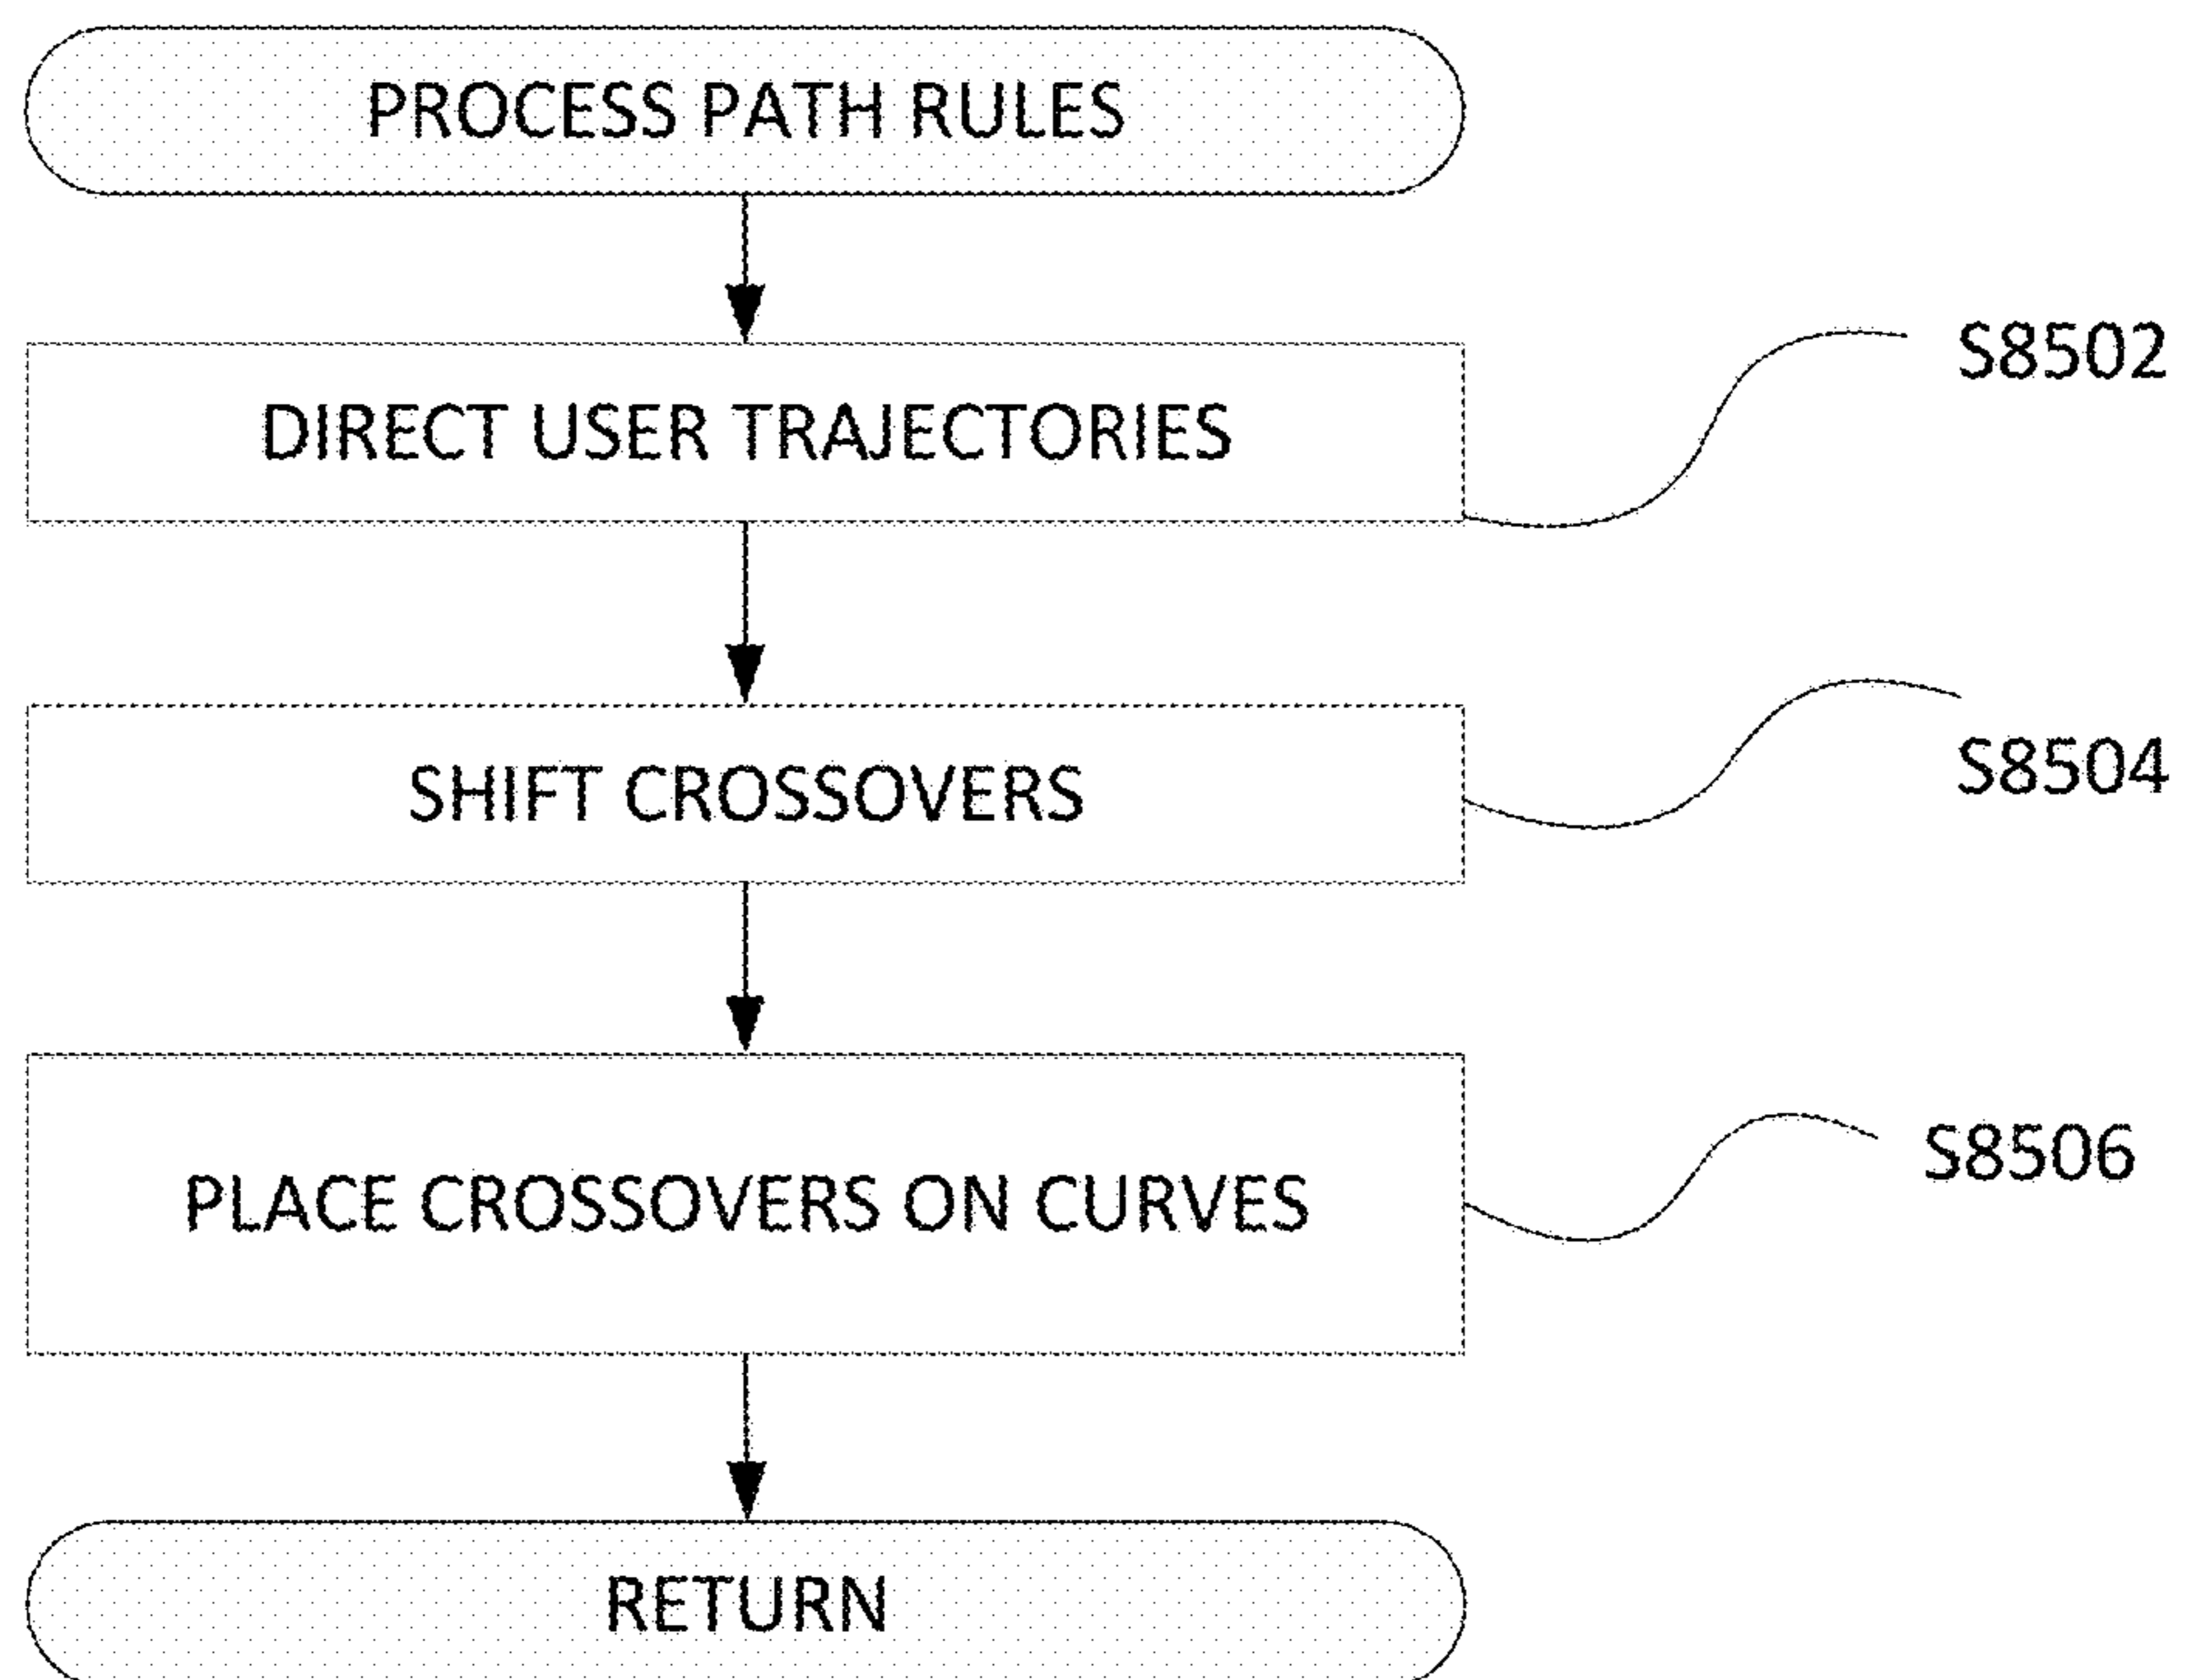 PROCESS PATH RULES
S8502
DIRECT USER TRAJECTORIES
SHIFT CROSSOVERS
S8504
PLACE CROSSOVERS ON CURVES
S8506
RETURN